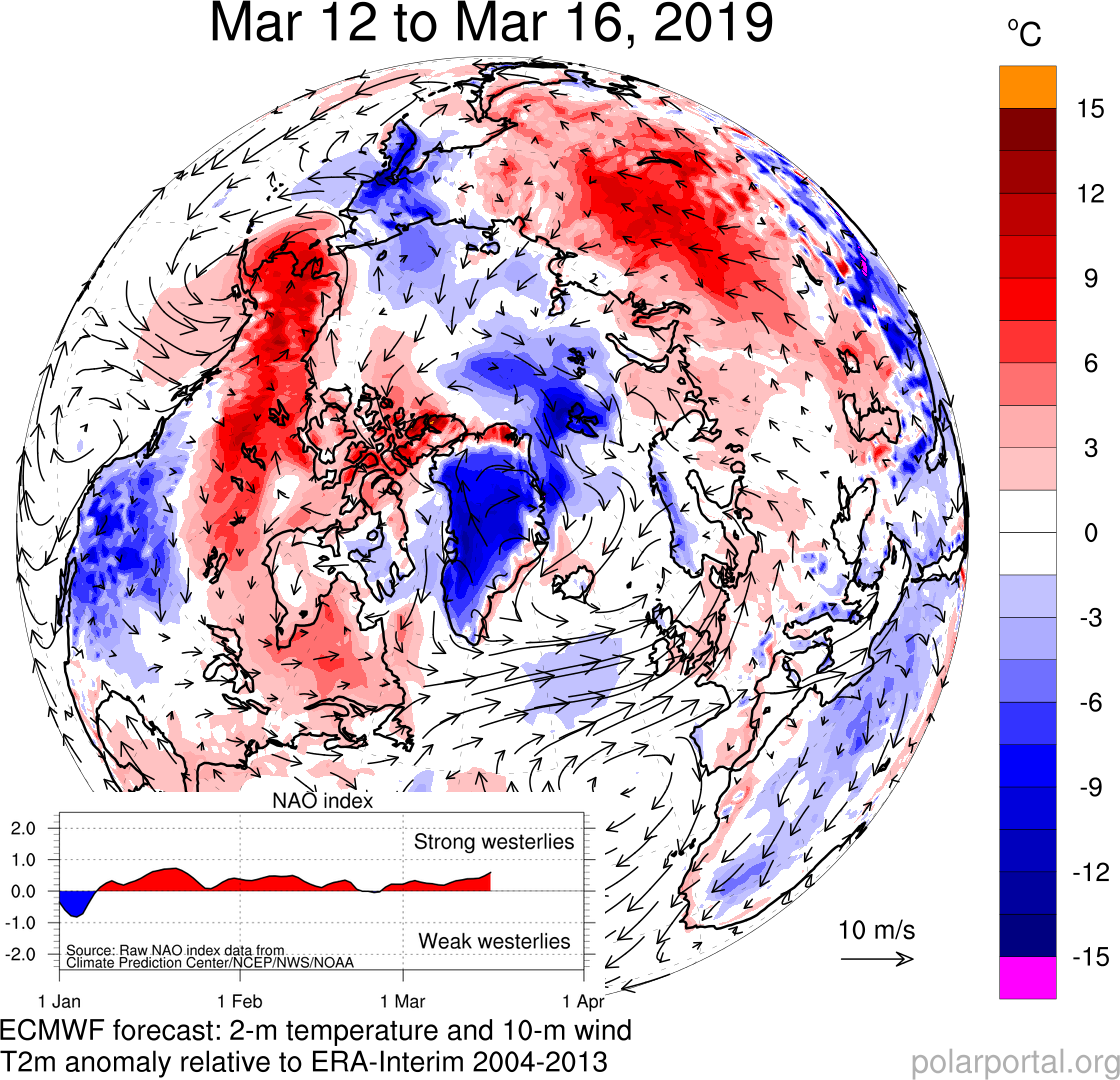 Mar 12 to Mar 16, 2019
°C
15
12
9
6
3
0
-3
-6
-9
-12
-15
10 m/s
NAO index
2.0
1.0
0.0
-1.0
-2.0
Strong westerlies
Weak westerlies
Source: Raw NAO index data from
Climate Prediction Center/NCEP/NWS/NOAA
1 Jan
1 Feb
1 Mar
1 Apr
ECMWF forecast: 2-m temperature and 10-m wind
T2m anomaly relative to ERA-Interim 2004-2013
polarportal.org